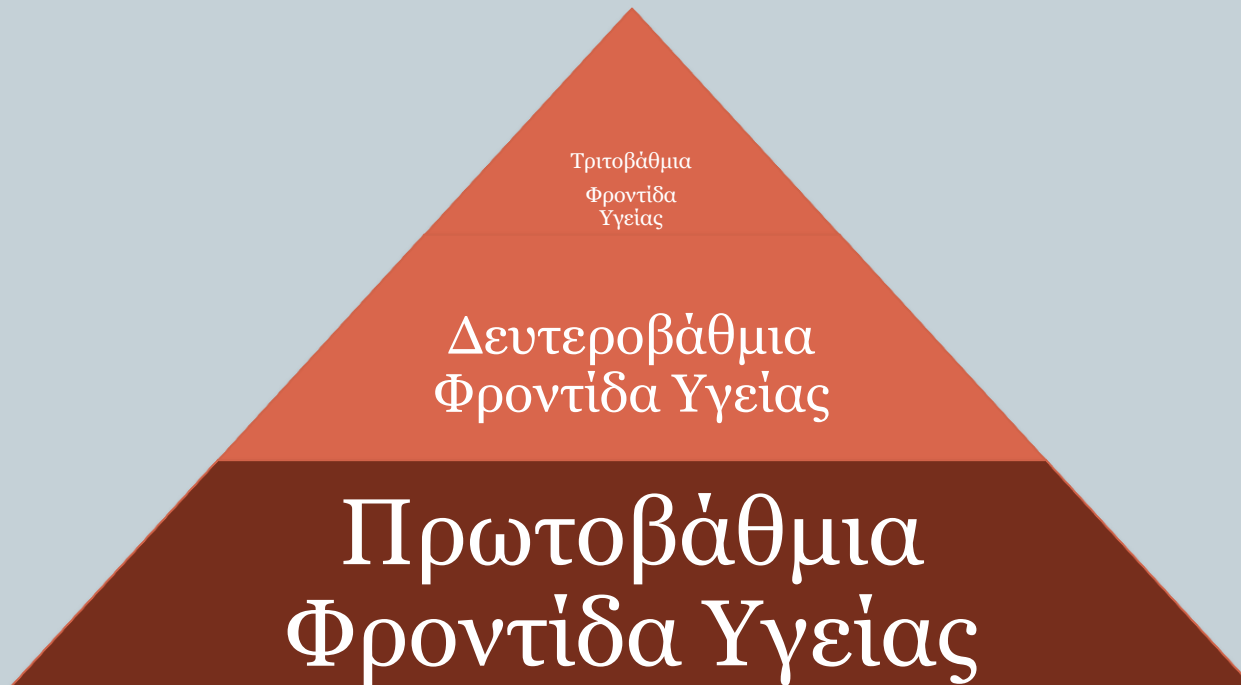 Τριτοβάθμια
Φροντίδα
Υγείας
Δευτεροβάθμια
Φροντίδα Υγείας
Πρωτοβάθμια
Φροντίδα Υγείας